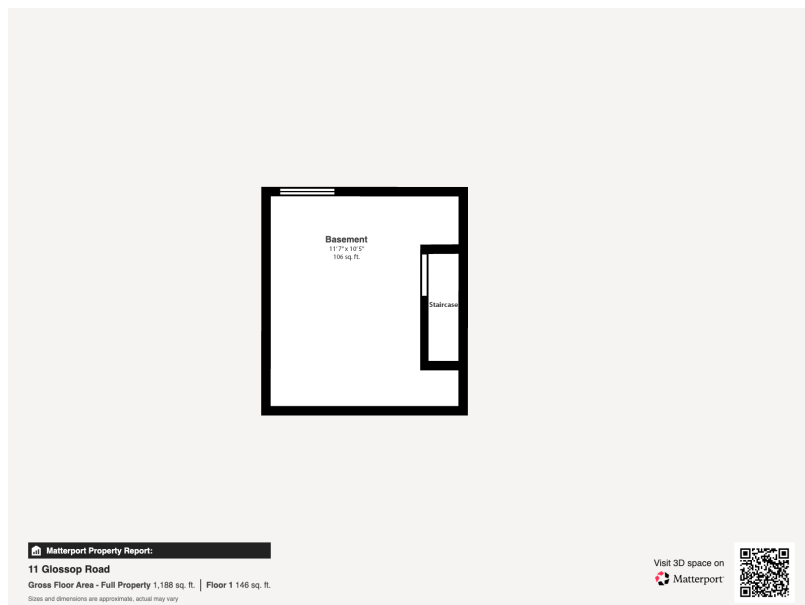 Basement
11'7" x 10'5"
106 sq. ft.
Staircase
Matterport Property Report:
11 Glossop Road
Gross Floor Area - Full Property 1,188 sq. ft. | Floor 1 146 sq. ft.
Sizes and dimensions are approximate, actual may vary
Visit 3D space on
Matterport